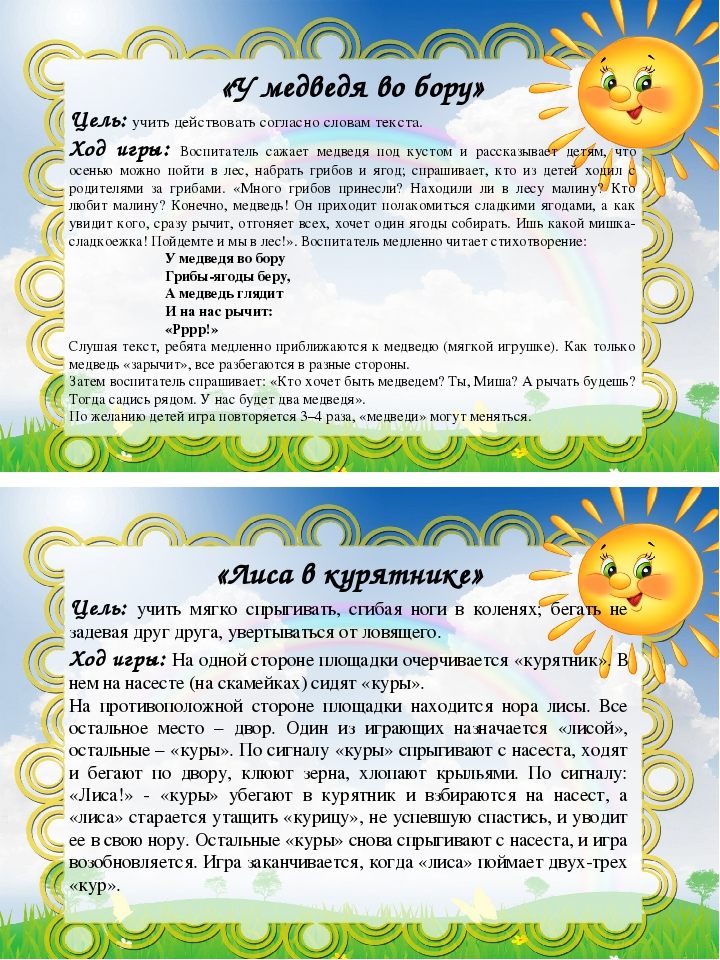 «У медведя во бору»
Цель: учить действовать согласно словам текста.
Ход игры: Воспитатель сажает медведя под кустом и рассказывает детям, что
осенью можно пойти в лес, набрать грибов и ягод; спрашивает, кто из детей ходил с
родителями за грибами. «Много грибов принесли? Находили ли в лесу малину? Кто
любит малину? Конечно, медведь! Он приходит полакомиться сладкими ягодами, а как
увидит кого, сразу рычит, отгоняет всех, хочет один ягоды собирать. Ишь какой мишка-
сладкоежка! Пойдемте и мы в лес!». Воспитатель медленно читает стихотворение:
У медведя во бору
Грибы-ягоды беру,
А медведь глядит
И на нас рычит:
«Рррр!»
Слушая текст, ребята медленно приближаются к медведю (мягкой игрушке). Как только
медведь «зарычит», все разбегаются в разные стороны.
Затем воспитатель спрашивает: «Кто хочет быть медведем? Ты, Миша? А рычать будешь?
Тогда садись рядом. У нас будет два медведя».
По желанию детей игра повторяется 3–4 раза, «медведи» могут меняться.
«Лиса в курятнике»
Цель: учить мягко спрыгивать, сгибая ноги в коленях; бегать не
задевая друг друга, увертываться от ловящего.
Ход игры: На одной стороне площадки очерчивается «курятник». В
нем на насесте (на скамейках) сидят «куры».
На противоположной стороне площадки находится нора лисы. Все
остальное место – двор. Один из играющих назначается «лисой»,
остальные – «куры». По сигналу «куры» спрыгивают с насеста, ходят
и бегают по двору, клюют зерна, хлопают крыльями. По сигналу:
«Лиса!» - «куры» убегают в курятник и взбираются на насест, а
«лиса» старается утащить «курицу», не успевшую спастись, и уводит
ее в свою нору. Остальные «куры» снова спрыгивают с насеста, и игра
возобновляется. Игра заканчивается, когда «лиса» поймает двух-трех
«кур».